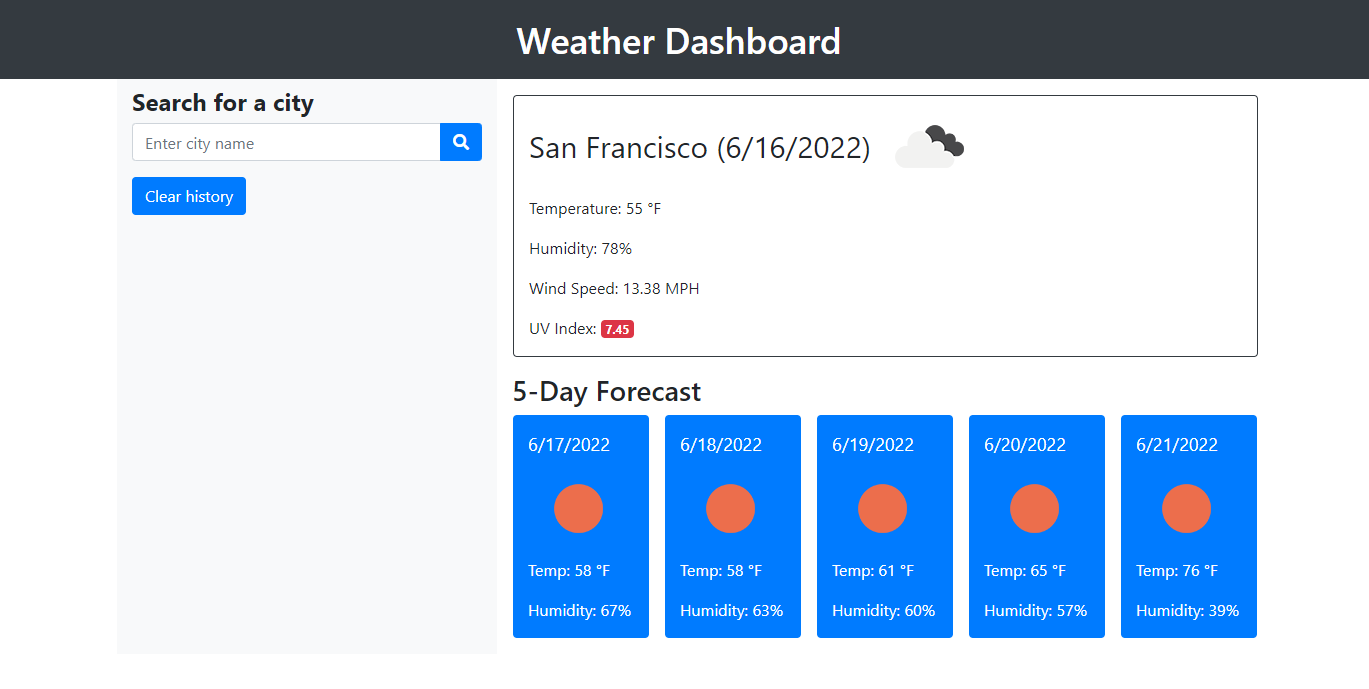 Weather Dashboard
Search for a city
Enter city name
Clear history
San Francisco (6/16/2022)
Temperature: 55 °F
Humidity: 78%
Wind Speed: 13.38 MPH
UV Index: 7.45
5-Day Forecast
6/17/2022
Temp: 58 °F
Humidity: 67%
6/18/2022
Temp: 58 °F
Humidity: 63%
6/19/2022
Temp: 61 °F
Humidity: 60%
6/20/2022
Temp: 65 °F
Humidity: 57%
6/21/2022
Temp: 76 °F
Humidity: 39%